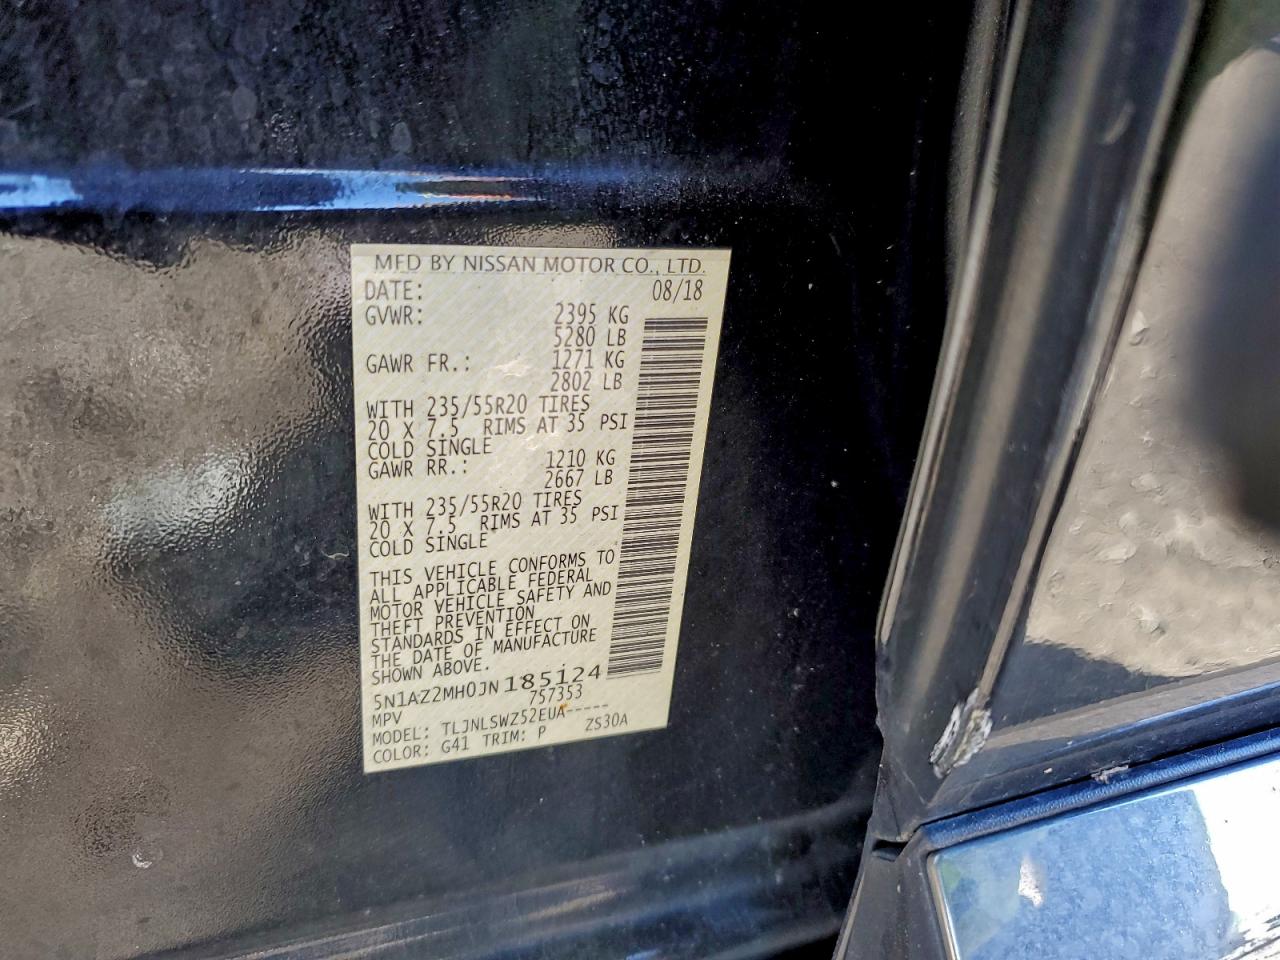 MFD BY NISSAN MOTOR CO., LTD.
DATE: 08/18
GVWR: 2395 KG
5280 LB
GAWR FR.: 1271 KG
2802 LB
WITH 235/55R20 TIRES
20 X 7.5 RIMS AT 35 PSI
COLD SINGLE
GAWR RR.: 1210 KG
2667 LB
WITH 235/55R20 TIRES
20 X 7.5 RIMS AT 35 PSI
COLD SINGLE
THIS VEHICLE CONFORMS TO
ALL APPLICABLE FEDERAL
MOTOR VEHICLE SAFETY AND
THEFT PREVENTION
STANDARDS IN EFFECT ON
THE DATE OF MANUFACTURE
SHOWN ABOVE.
5N1AZ2MH0JN185124
MPV 757353
MODEL: TLJNLSWZ52EUA-----
COLOR: G41 TRIM: P ZS30A